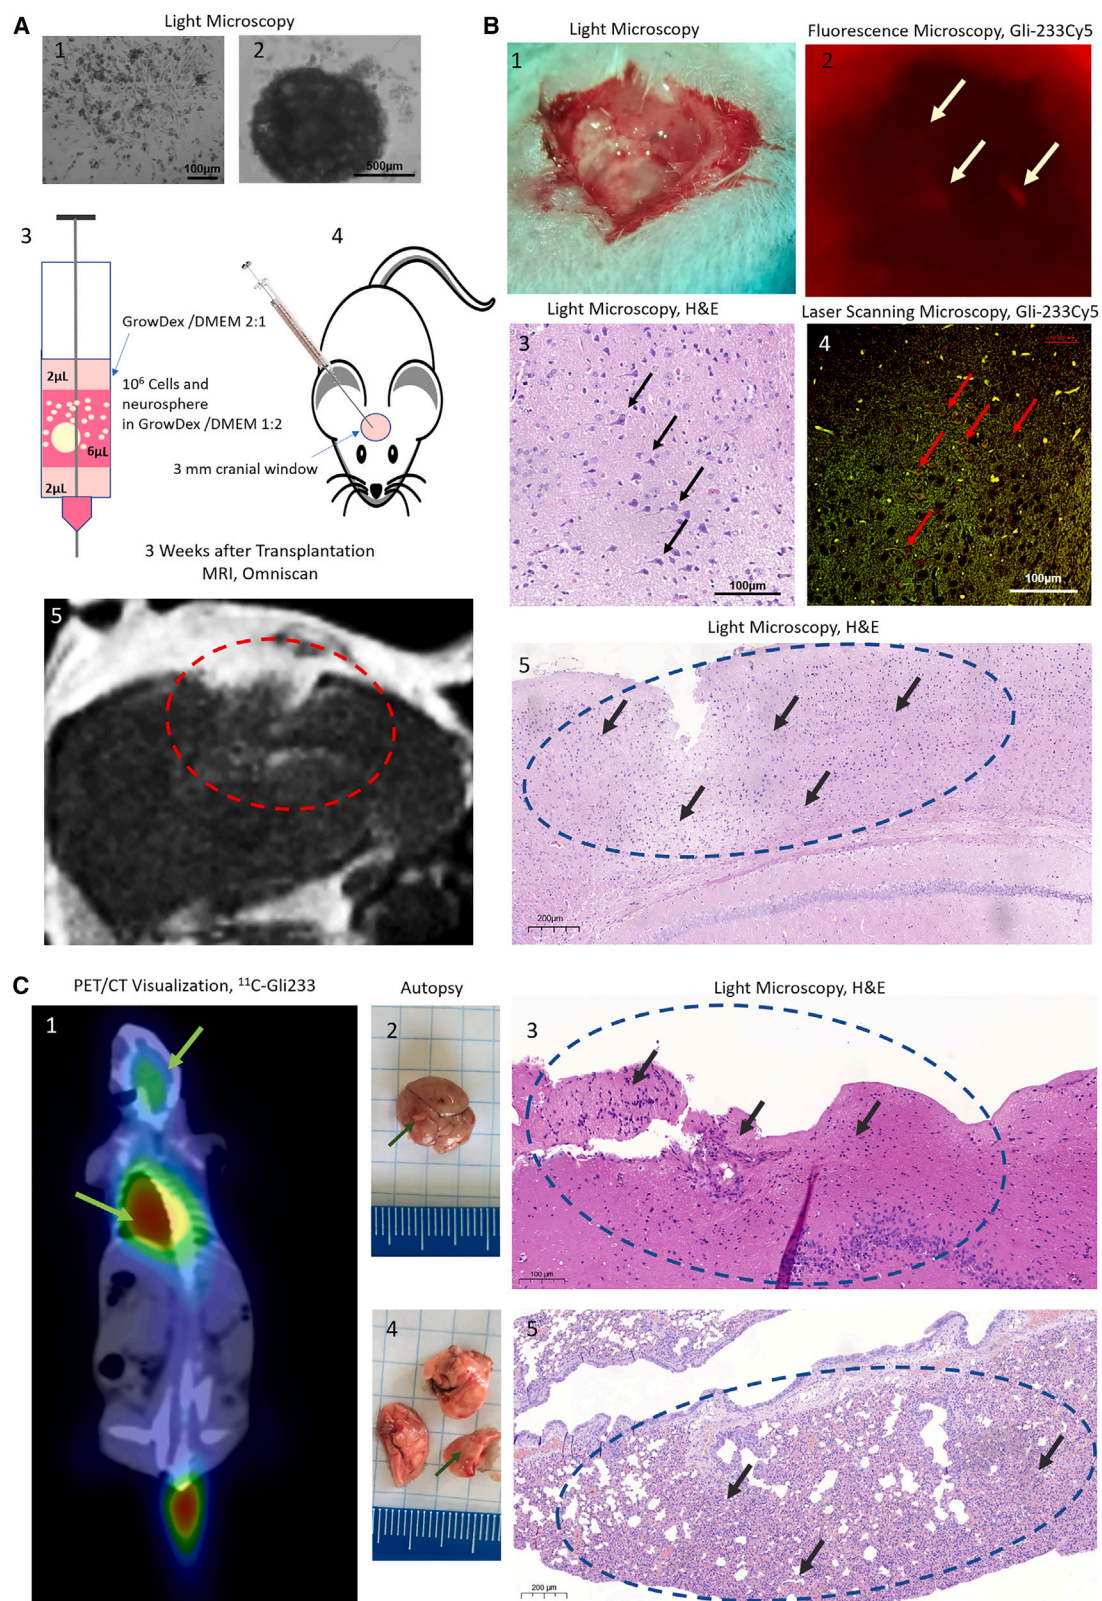 A
Light Microscopy
1
100µm
2
500µm
3
2µL
6µL
2µL
GrowDex /DMEM 2:1
10⁶ Cells and
neurosphere
in GrowDex /DMEM 1:2
4
3 mm cranial window
3 Weeks after Transplantation
MRI, Omniscan
5
B
Light Microscopy
1
Fluorescence Microscopy, Gli-233Cy5
2
Light Microscopy, H&E
3
100µm
Laser Scanning Microscopy, Gli-233Cy5
4
100µm
Light Microscopy, H&E
5
200µm
C
PET/CT Visualization, ¹¹C-Gli233
1
Autopsy
2
4
Light Microscopy, H&E
3
100 µm
5
200 µm